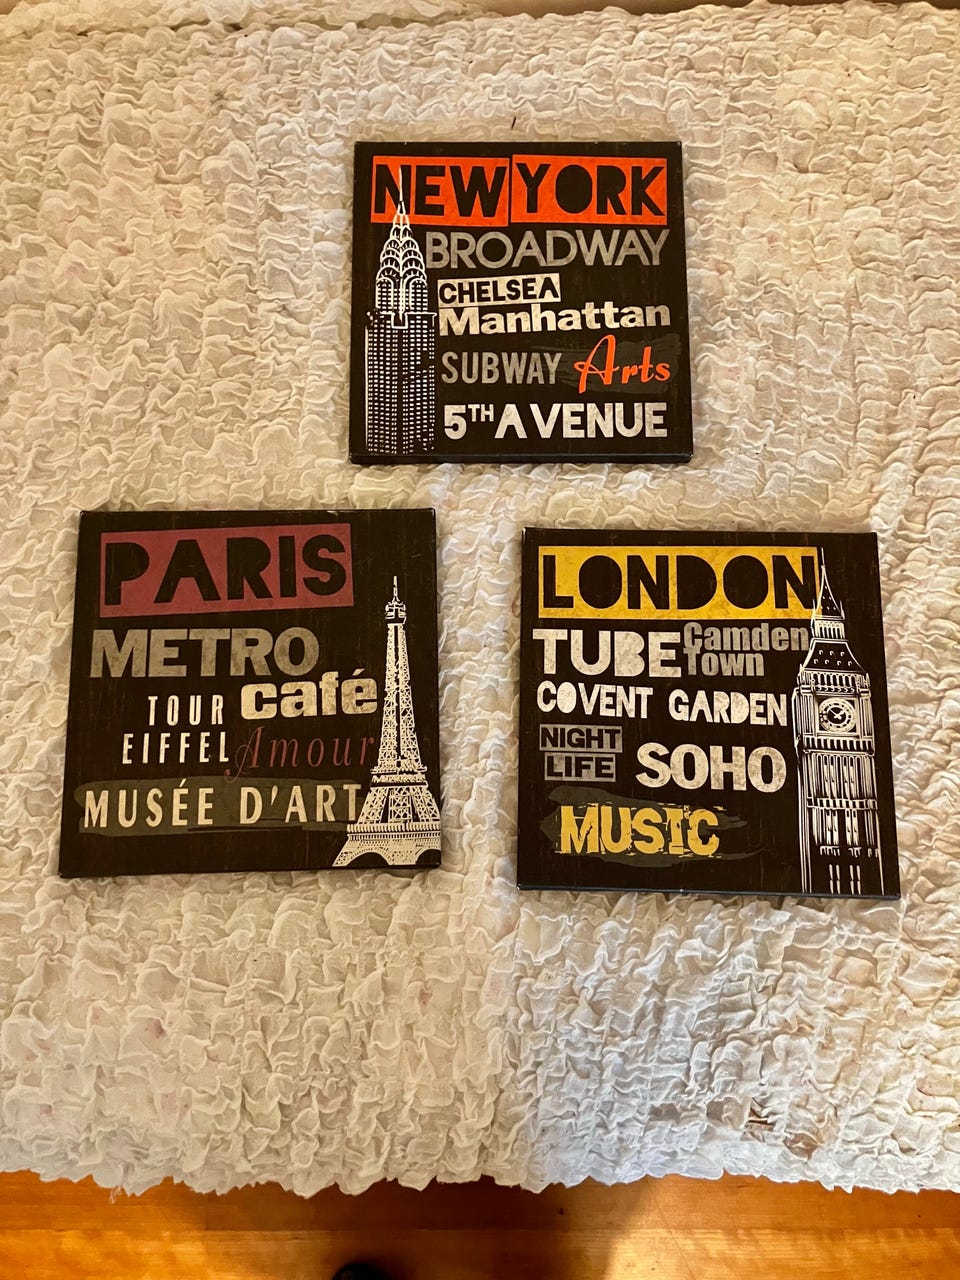 NEW YORK
BROADWAY
CHELSEA
Manhattan
SUBWAY Arts
5TH AVENUE
PARIS
METRO
TOUR café
EIFFEL Amour
MUSÉE D'ART
LONDON
TUBE Camden Town
COVENT GARDEN
NIGHT LIFE SOHO
MUSIC